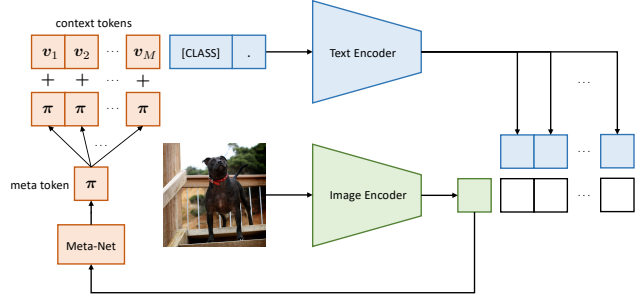 context tokens
v1 v2 ... vM [CLASS] .
+ + +
π π ... π
...
Text Encoder
...
meta token π
Meta-Net
Image Encoder
...
...